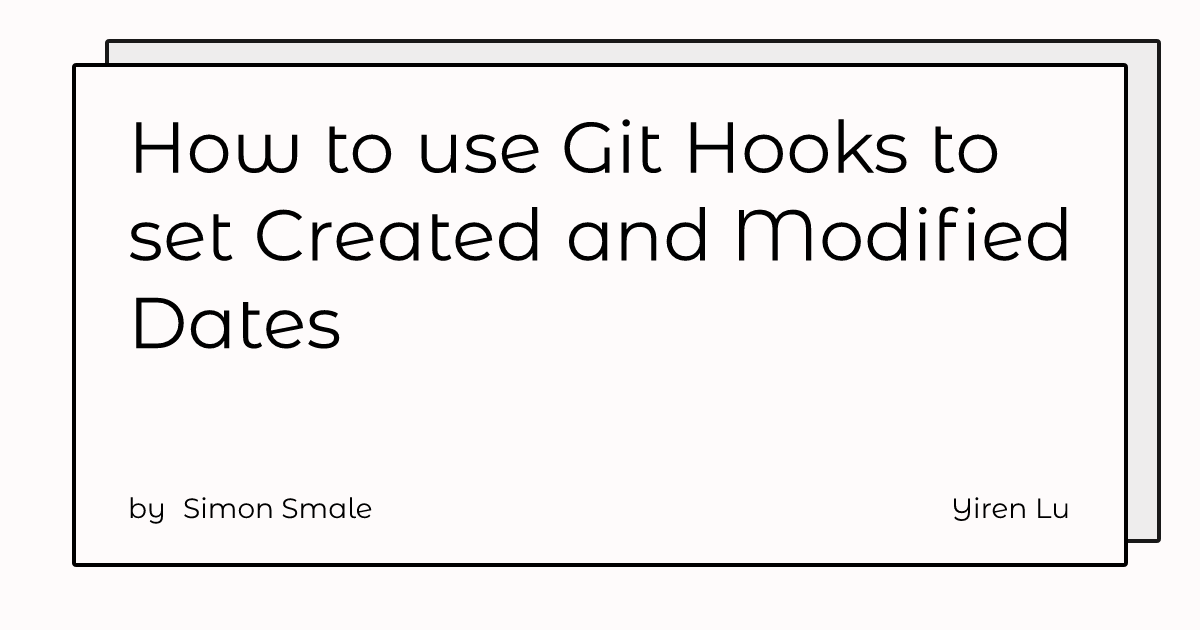 How to use Git Hooks to
set Created and Modified
Dates
by Simon Smale
Yiren Lu